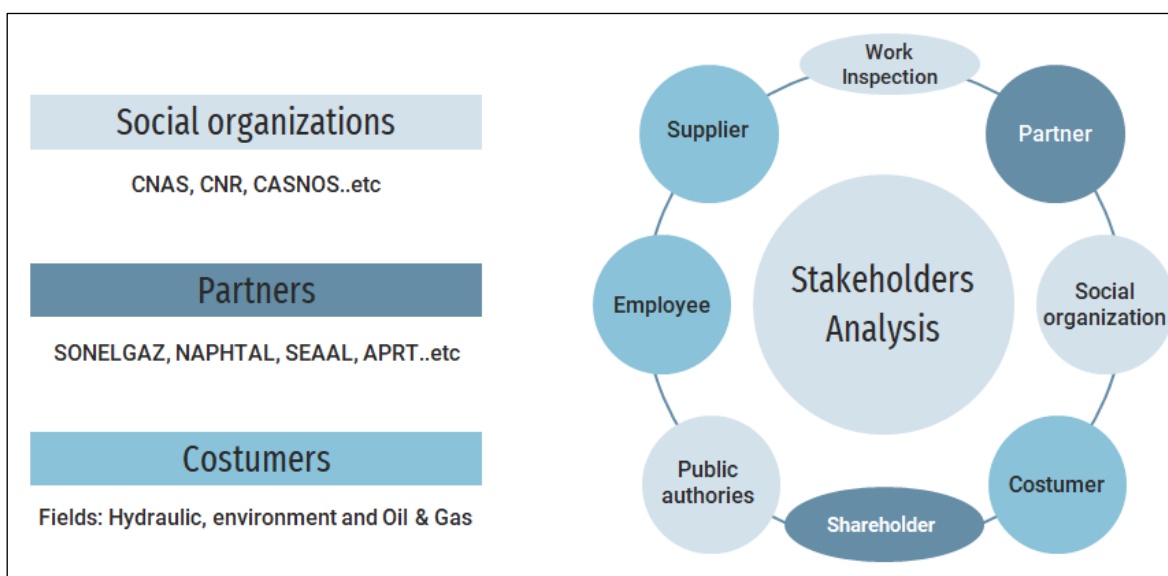 Social organizations
CNAS, CNR, CASNOS..etc
Partners
SONELGAZ, NAPHTAL, SEAAL, APRT..etc
Costumers
Fields: Hydraulic, environment and Oil & Gas
Work
Inspection
Partner
Social
organization
Costumer
Shareholder
Public
authories
Employee
Supplier
Stakeholders
Analysis